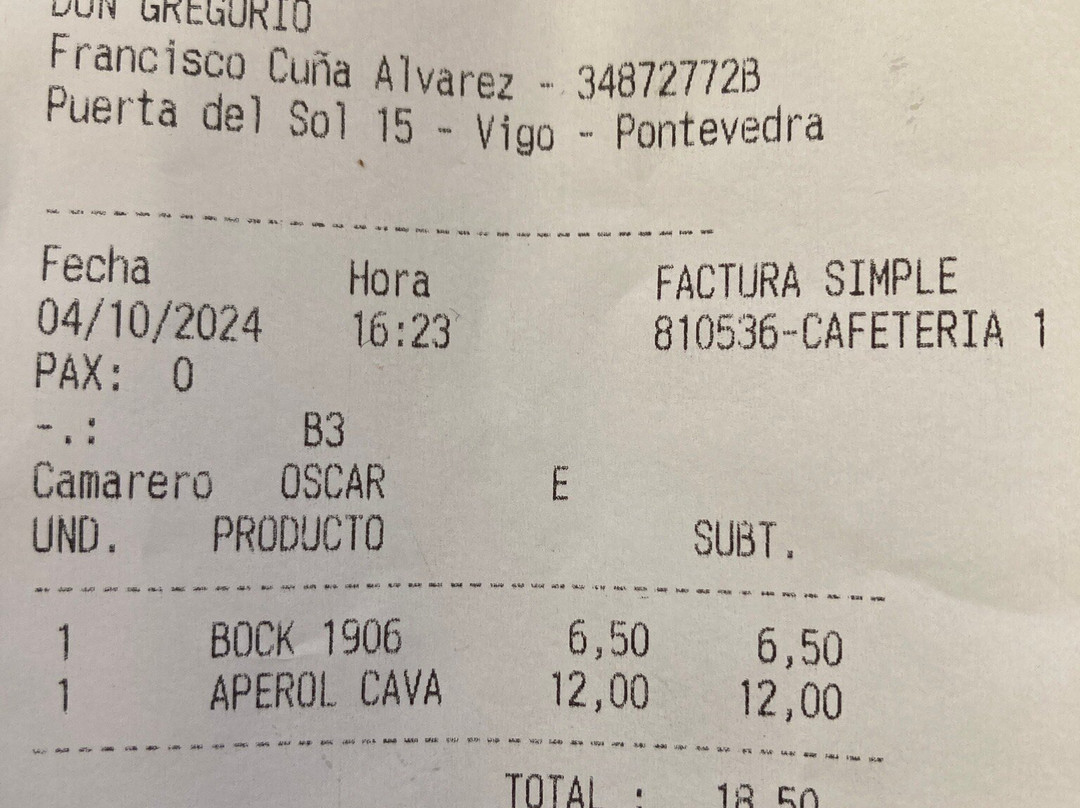 DON GREGORIO
Francisco Cuña Alvarez - 34872772B
Puerta del Sol 15 - Vigo - Pontevedra
Fecha Hora FACTURA SIMPLE
04/10/2024 16:23 810536-CAFETERIA 1
PAX: 0
-.: B3
Camarero OSCAR E
UND. PRODUCTO SUBT.
1 BOCK 1906 6,50 6,50
1 APEROL CAVA 12,00 12,00
TOTAL : 18,50